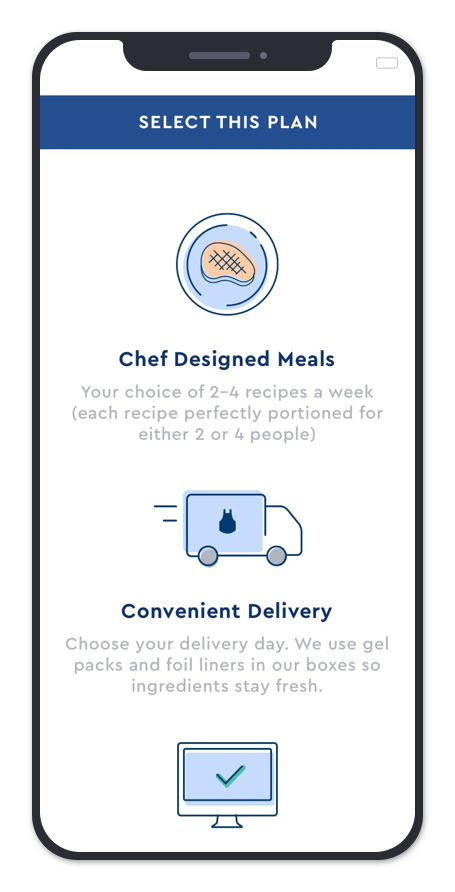 SELECT THIS PLAN
Chef Designed Meals
Your choice of 2–4 recipes a week
(each recipe perfectly portioned for
either 2 or 4 people)
Convenient Delivery
Choose your delivery day. We use gel
packs and foil liners in our boxes so
ingredients stay fresh.